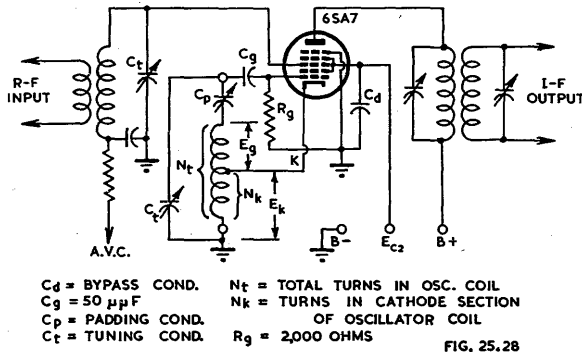 6SA7
R-F
INPUT
Ct
Cg
Cp
Rg
Cd
I-F
OUTPUT
Nt
Eg
K
Nk
Ek
Ct
A.V.C.
B-
EC2
B+
Cd = BYPASS COND.
Cg = 50 μμF
Cp = PADDING COND.
Ct = TUNING COND.
Nt = TOTAL TURNS IN OSC. COIL
Nk = TURNS IN CATHODE SECTION
OF OSCILLATOR COIL
Rg = 2,000 OHMS
FIG. 25.28